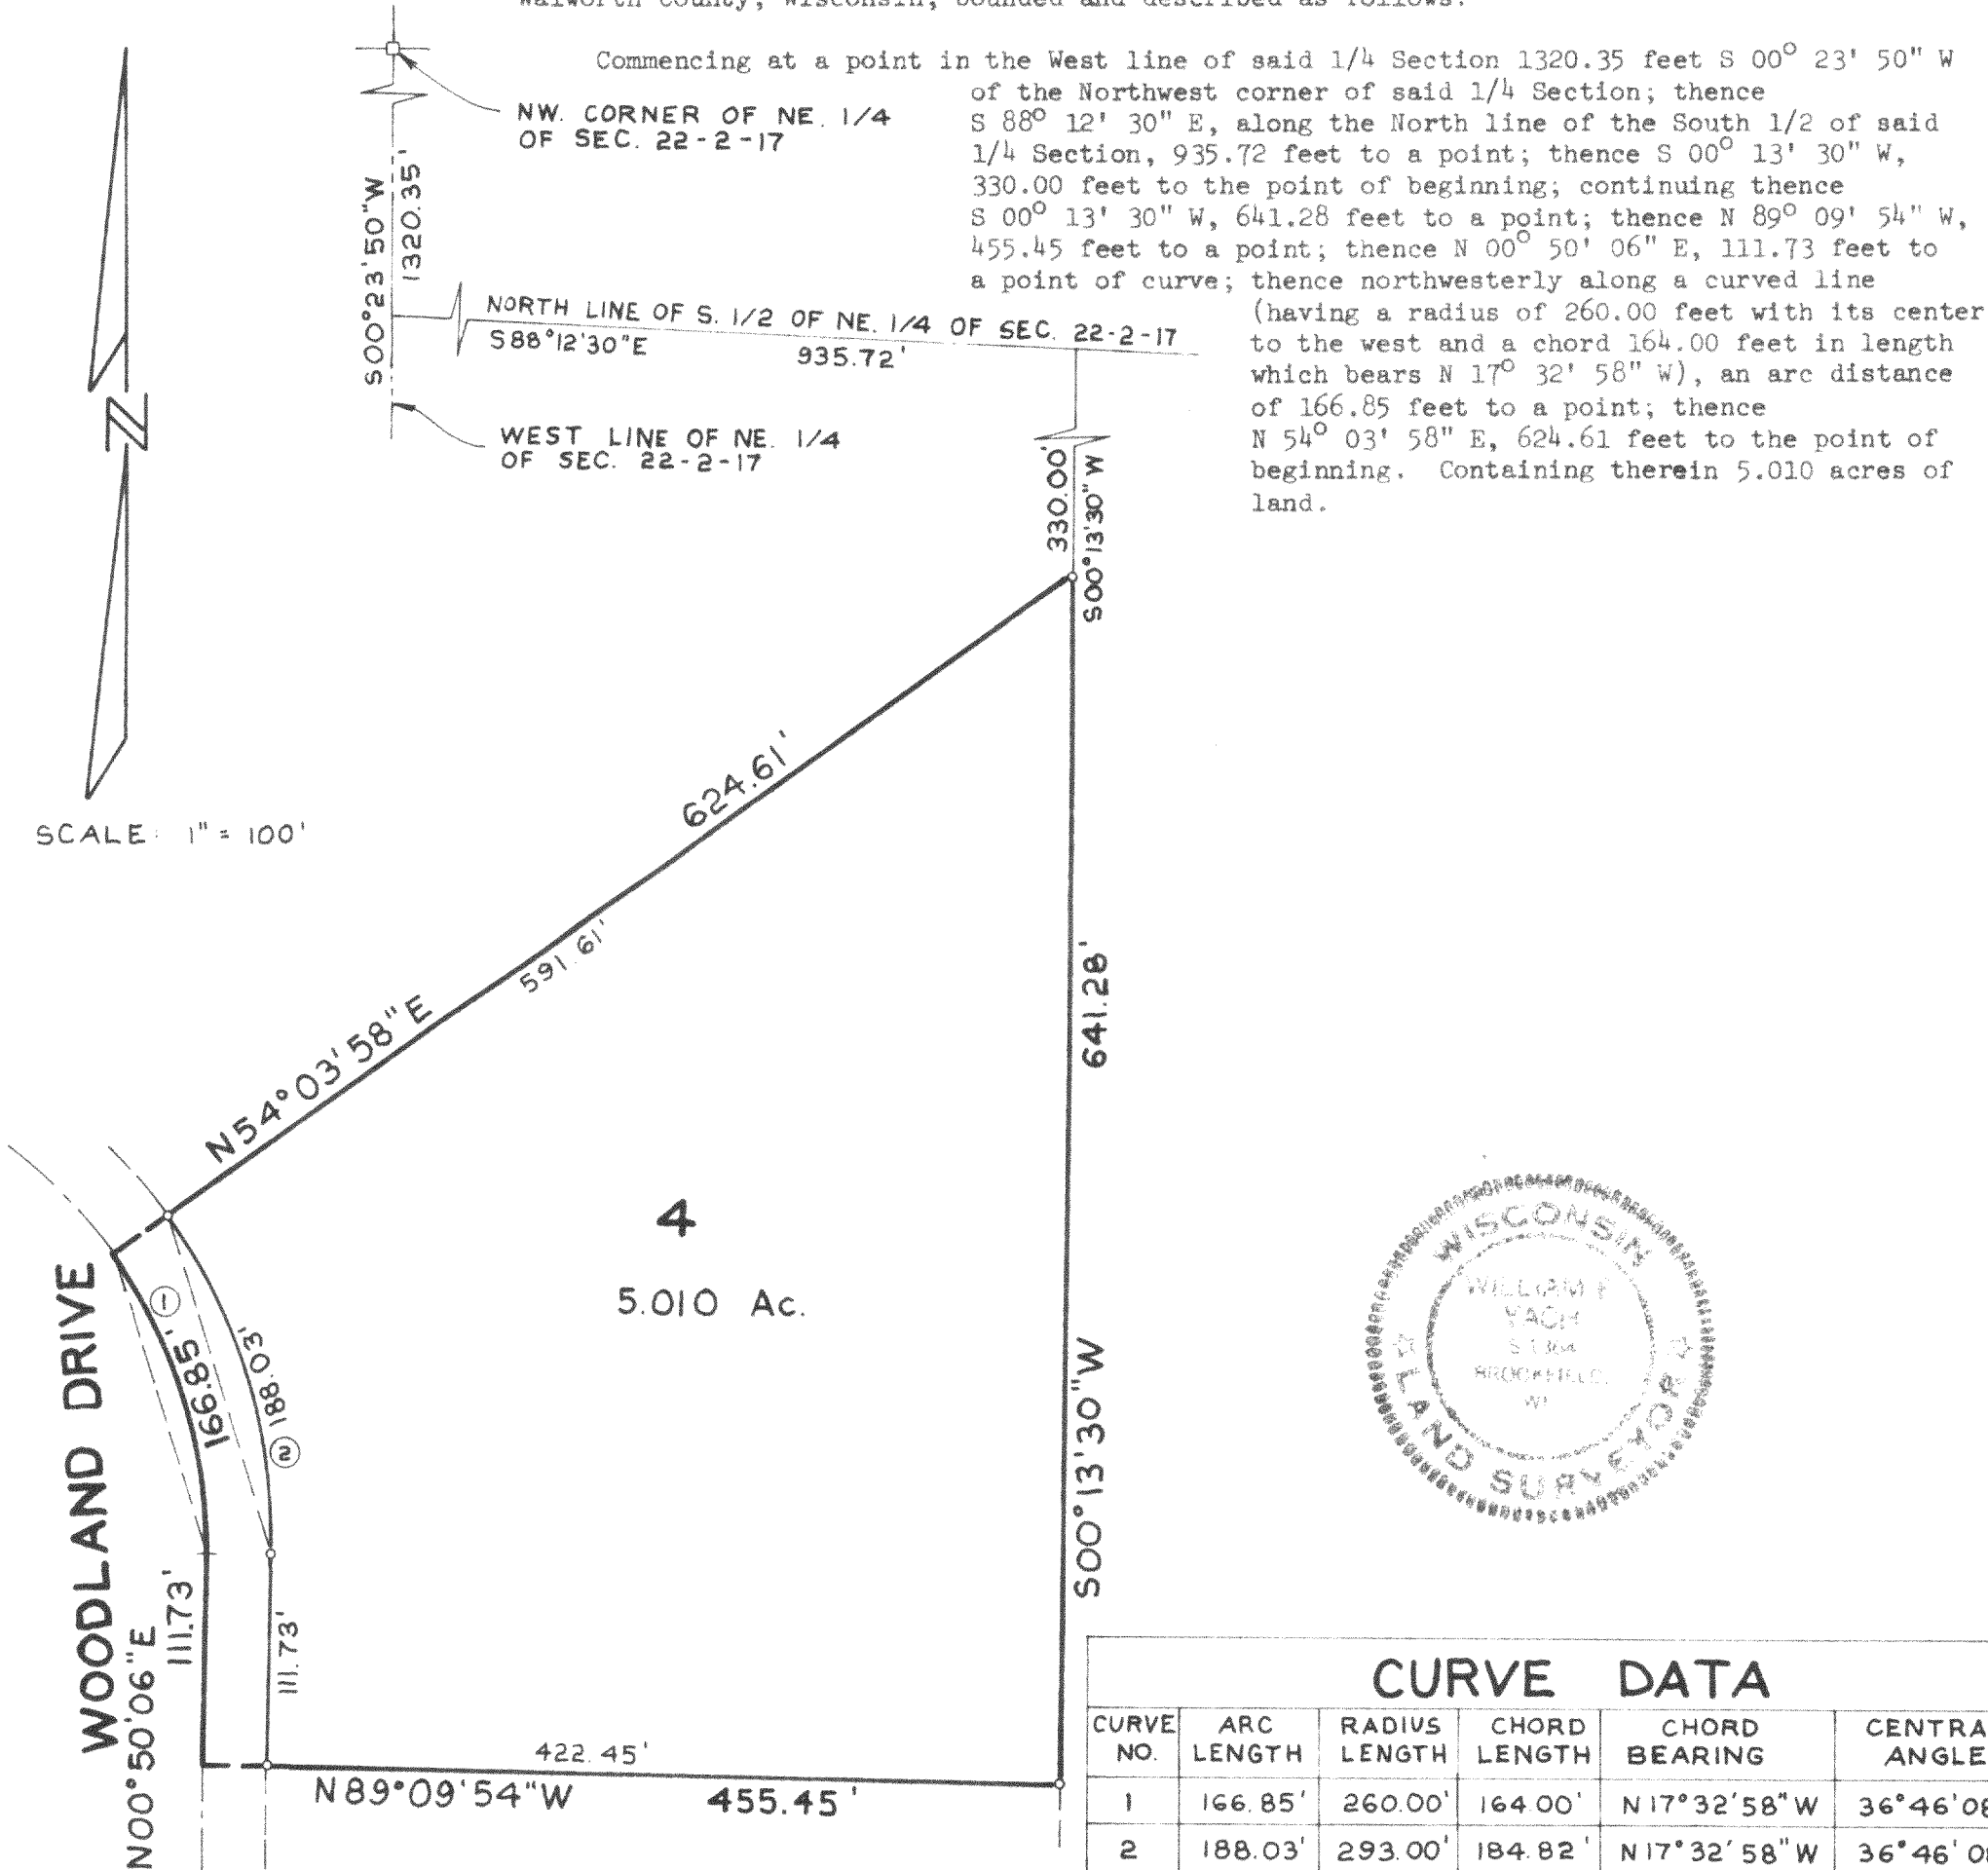 Walworth County, Wisconsin, bounded and described as follows:
Commencing at a point in the West line of said 1/4 Section 1320.35 feet S 00° 23' 50" W
of the Northwest corner of said 1/4 Section; thence
S 88° 12' 30" E, along the North line of the South 1/2 of said
1/4 Section, 935.72 feet to a point; thence S 00° 13' 30" W,
330.00 feet to the point of beginning; continuing thence
S 00° 13' 30" W, 641.28 feet to a point; thence N 89° 09' 54" W,
455.45 feet to a point; thence N 00° 50' 06" E, 111.73 feet to
a point of curve; thence northwesterly along a curved line
(having a radius of 260.00 feet with its center
to the west and a chord 164.00 feet in length
which bears N 17° 32' 58" W), an arc distance
of 166.85 feet to a point; thence
N 54° 03' 58" E, 624.61 feet to the point of
beginning. Containing therein 5.010 acres of
land.
NW. CORNER OF NE. 1/4
OF SEC. 22-2-17
S00°23'50"W
1320.35'
NORTH LINE OF S. 1/2 OF NE. 1/4 OF SEC. 22-2-17
S88°12'30"E 935.72'
WEST LINE OF NE. 1/4
OF SEC. 22-2-17
N
SCALE: 1" = 100'
330.00'
S00°13'30"W
624.61'
591.61'
N54°03'58"E
641.28'
S00°13'30"W
4
5.010 Ac.
WOODLAND DRIVE
166.85' 1
188.03'
2
N00°50'06"E
111.73'
111.73'
422.45'
N89°09'54"W 455.45'
WISCONSIN
WILLIAM
BROOKFIELD,
WI
LAND SURVEYOR
CURVE DATA
CURVE NO. ARC LENGTH RADIUS LENGTH CHORD LENGTH CHORD BEARING CENTRA ANGLE
1 166.85' 260.00' 164.00' N17°32'58"W 36°46'08
2 188.03' 293.00' 184.82' N17°32'58"W 36°46'0